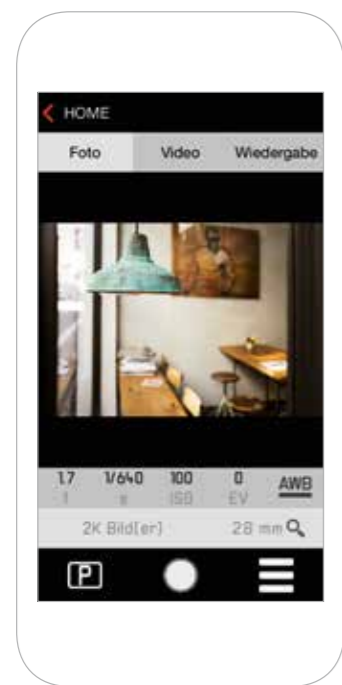 HOME
Foto Video Wiedergabe
1.7 1/640 100 0 AWB
f s ISO EV
2K Bild[er] 28 mm
P